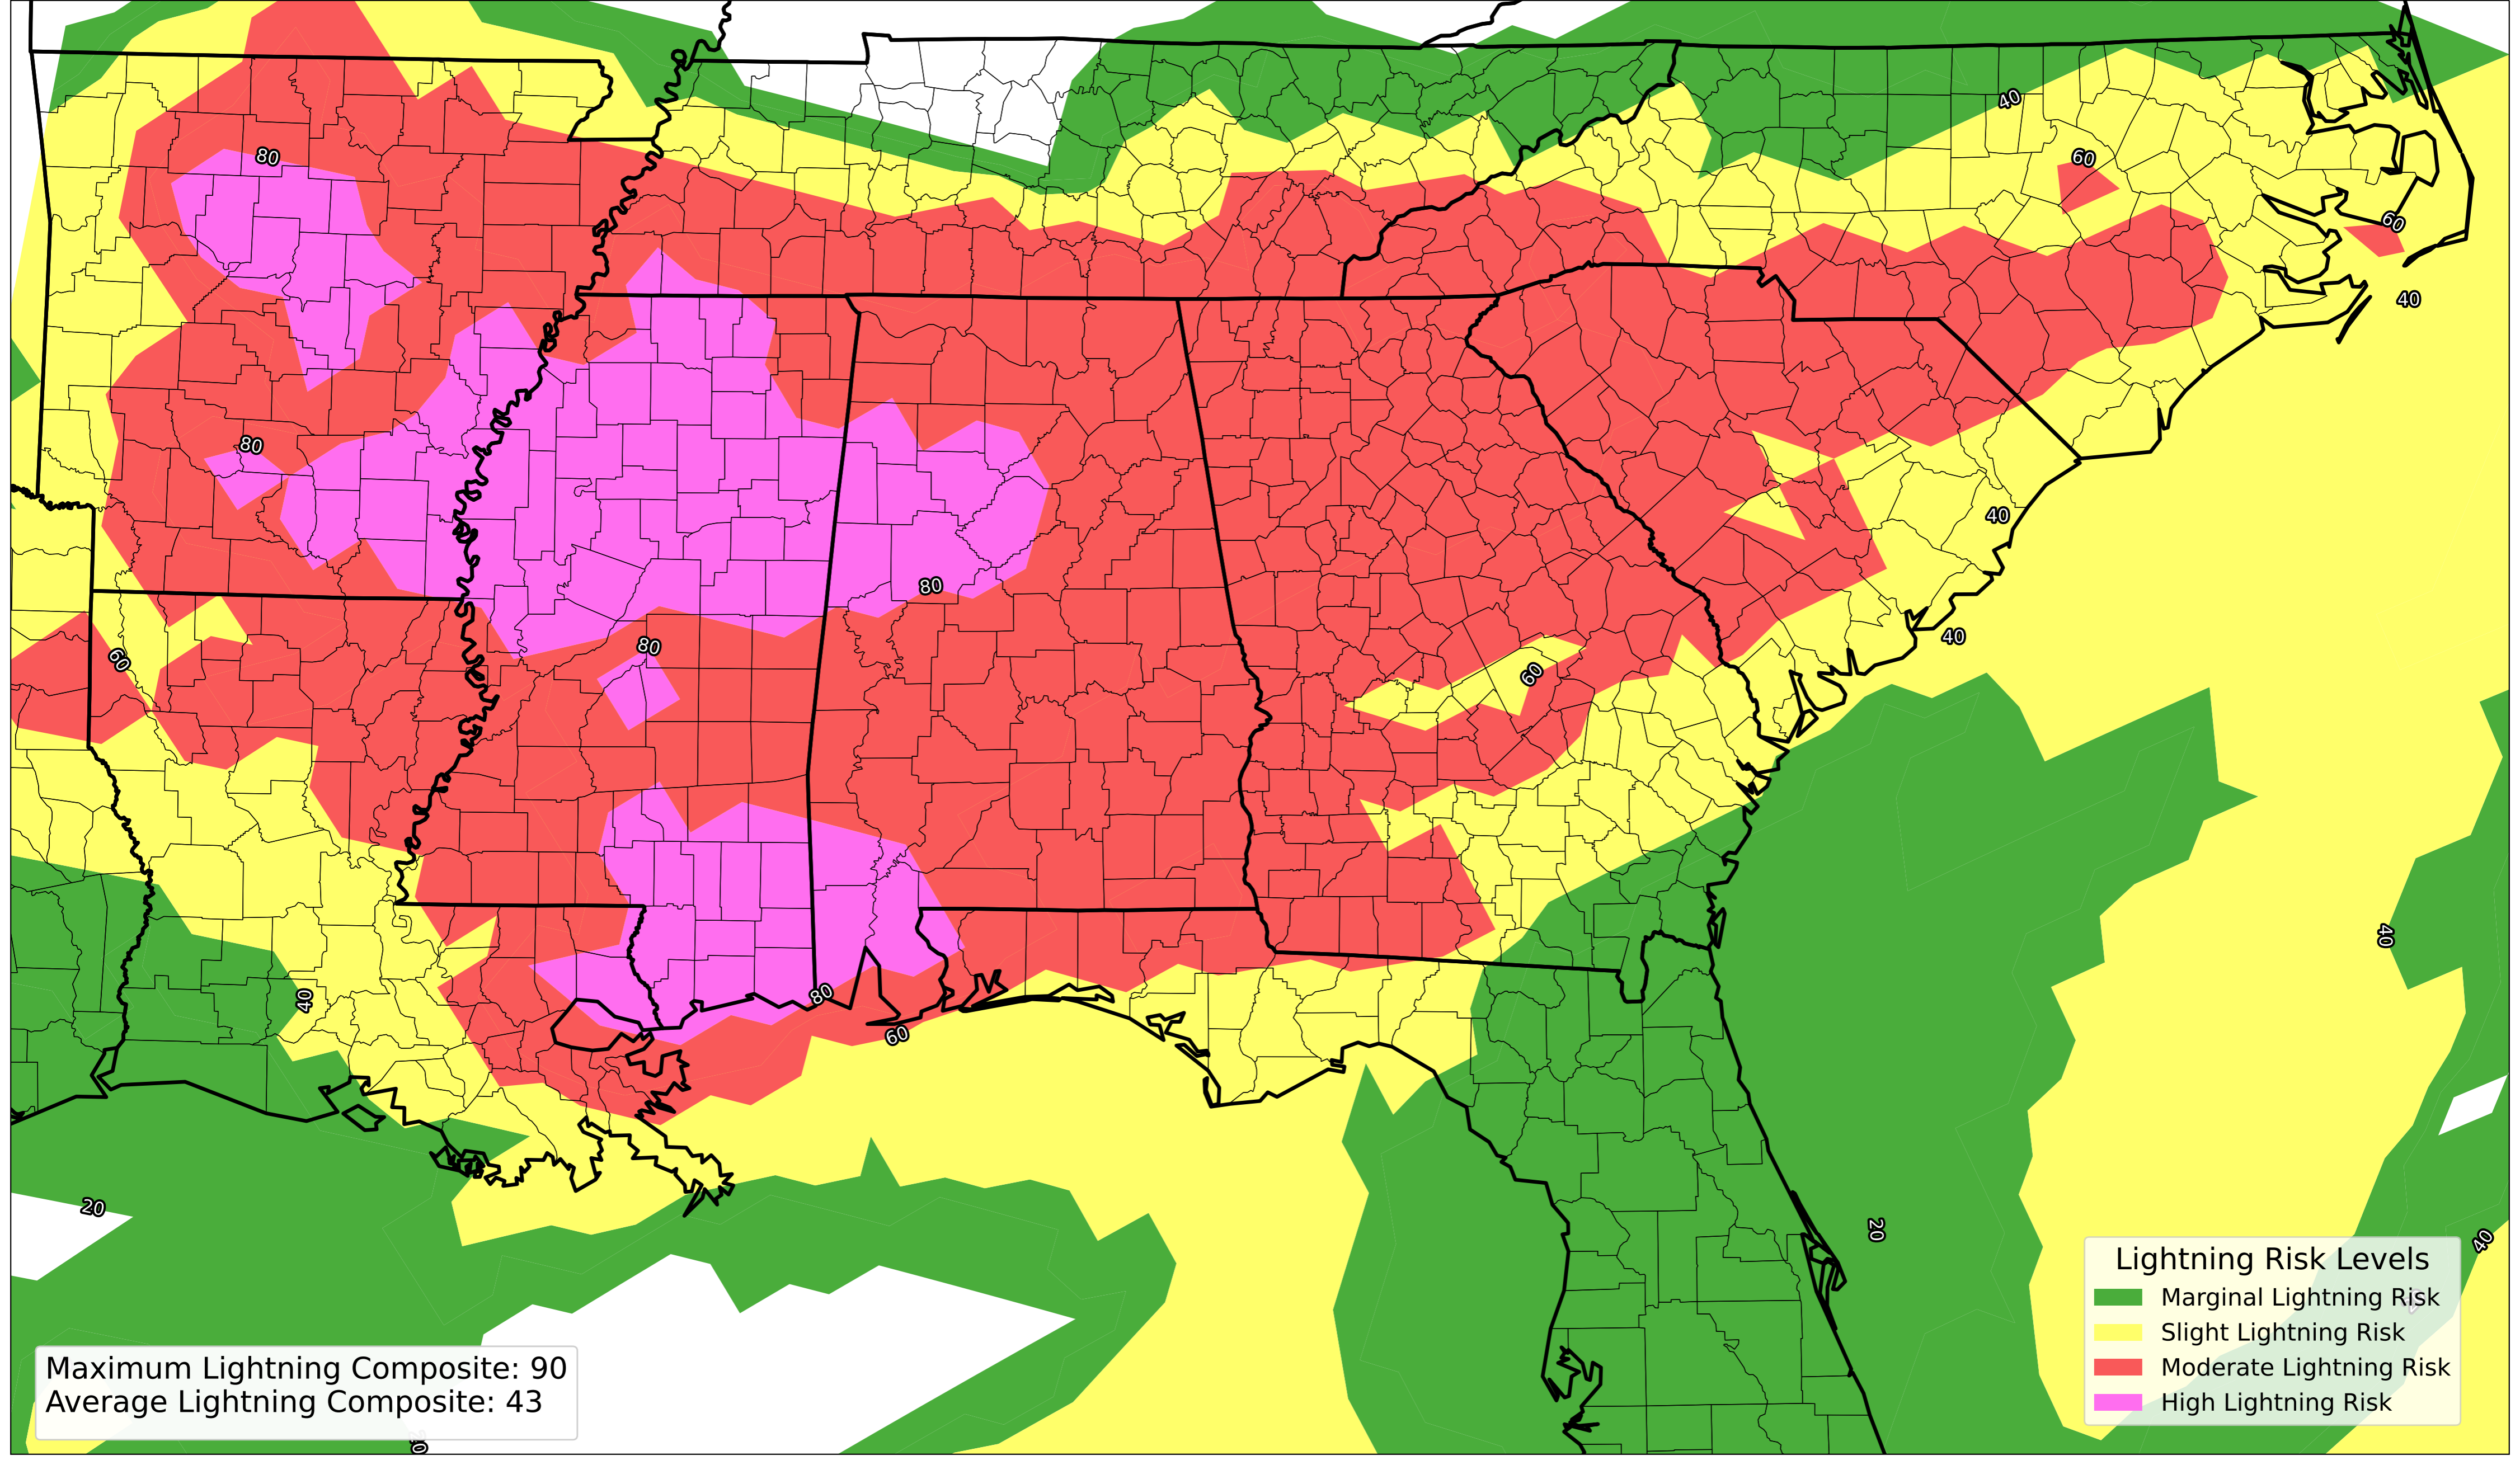 40
80
60
60
40
80
40
80
40
80
60
60
40
80
40
60
20
20
40
Lightning Risk Levels
Marginal Lightning Risk
Slight Lightning Risk
Moderate Lightning Risk
High Lightning Risk
Maximum Lightning Composite: 90
Average Lightning Composite: 43